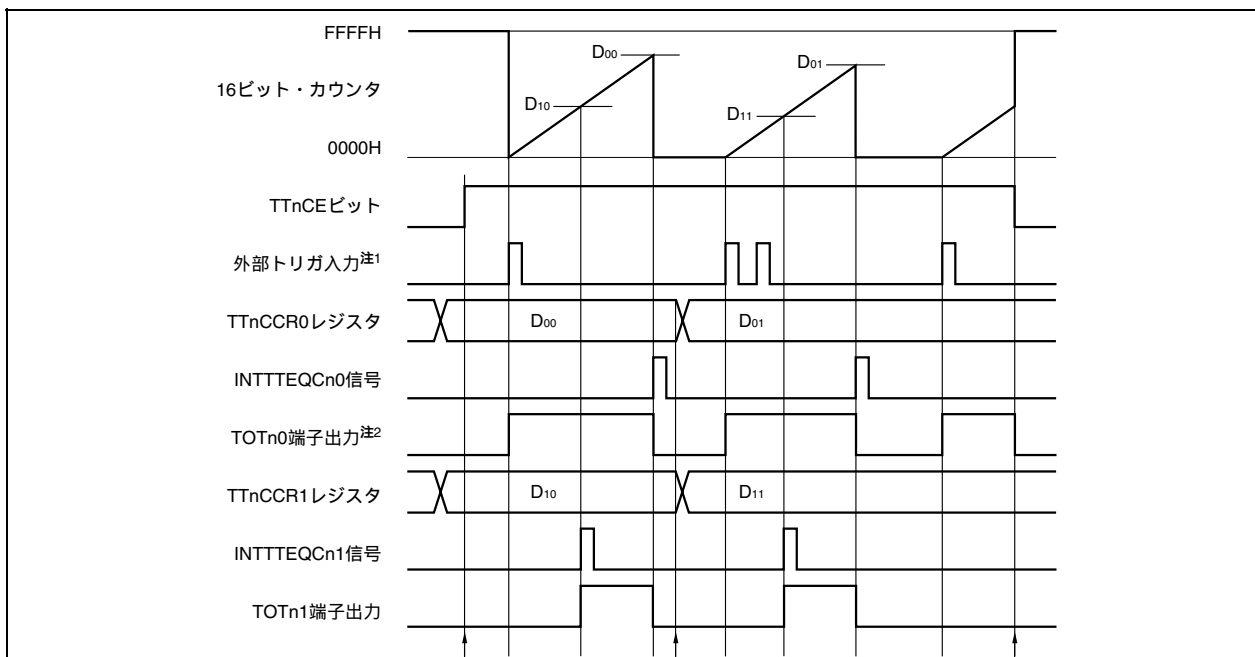 FFFFH
D00
D01
16ビット・カウンタ
D10
D11
0000H
TTnCEビット
外部トリガ入力注1
TTnCCR0レジスタ
D00
D01
INTTTEQCn0信号
TOTn0端子出力注2
TTnCCR1レジスタ
D10
D11
INTTTEQCn1信号
TOTn1端子出力